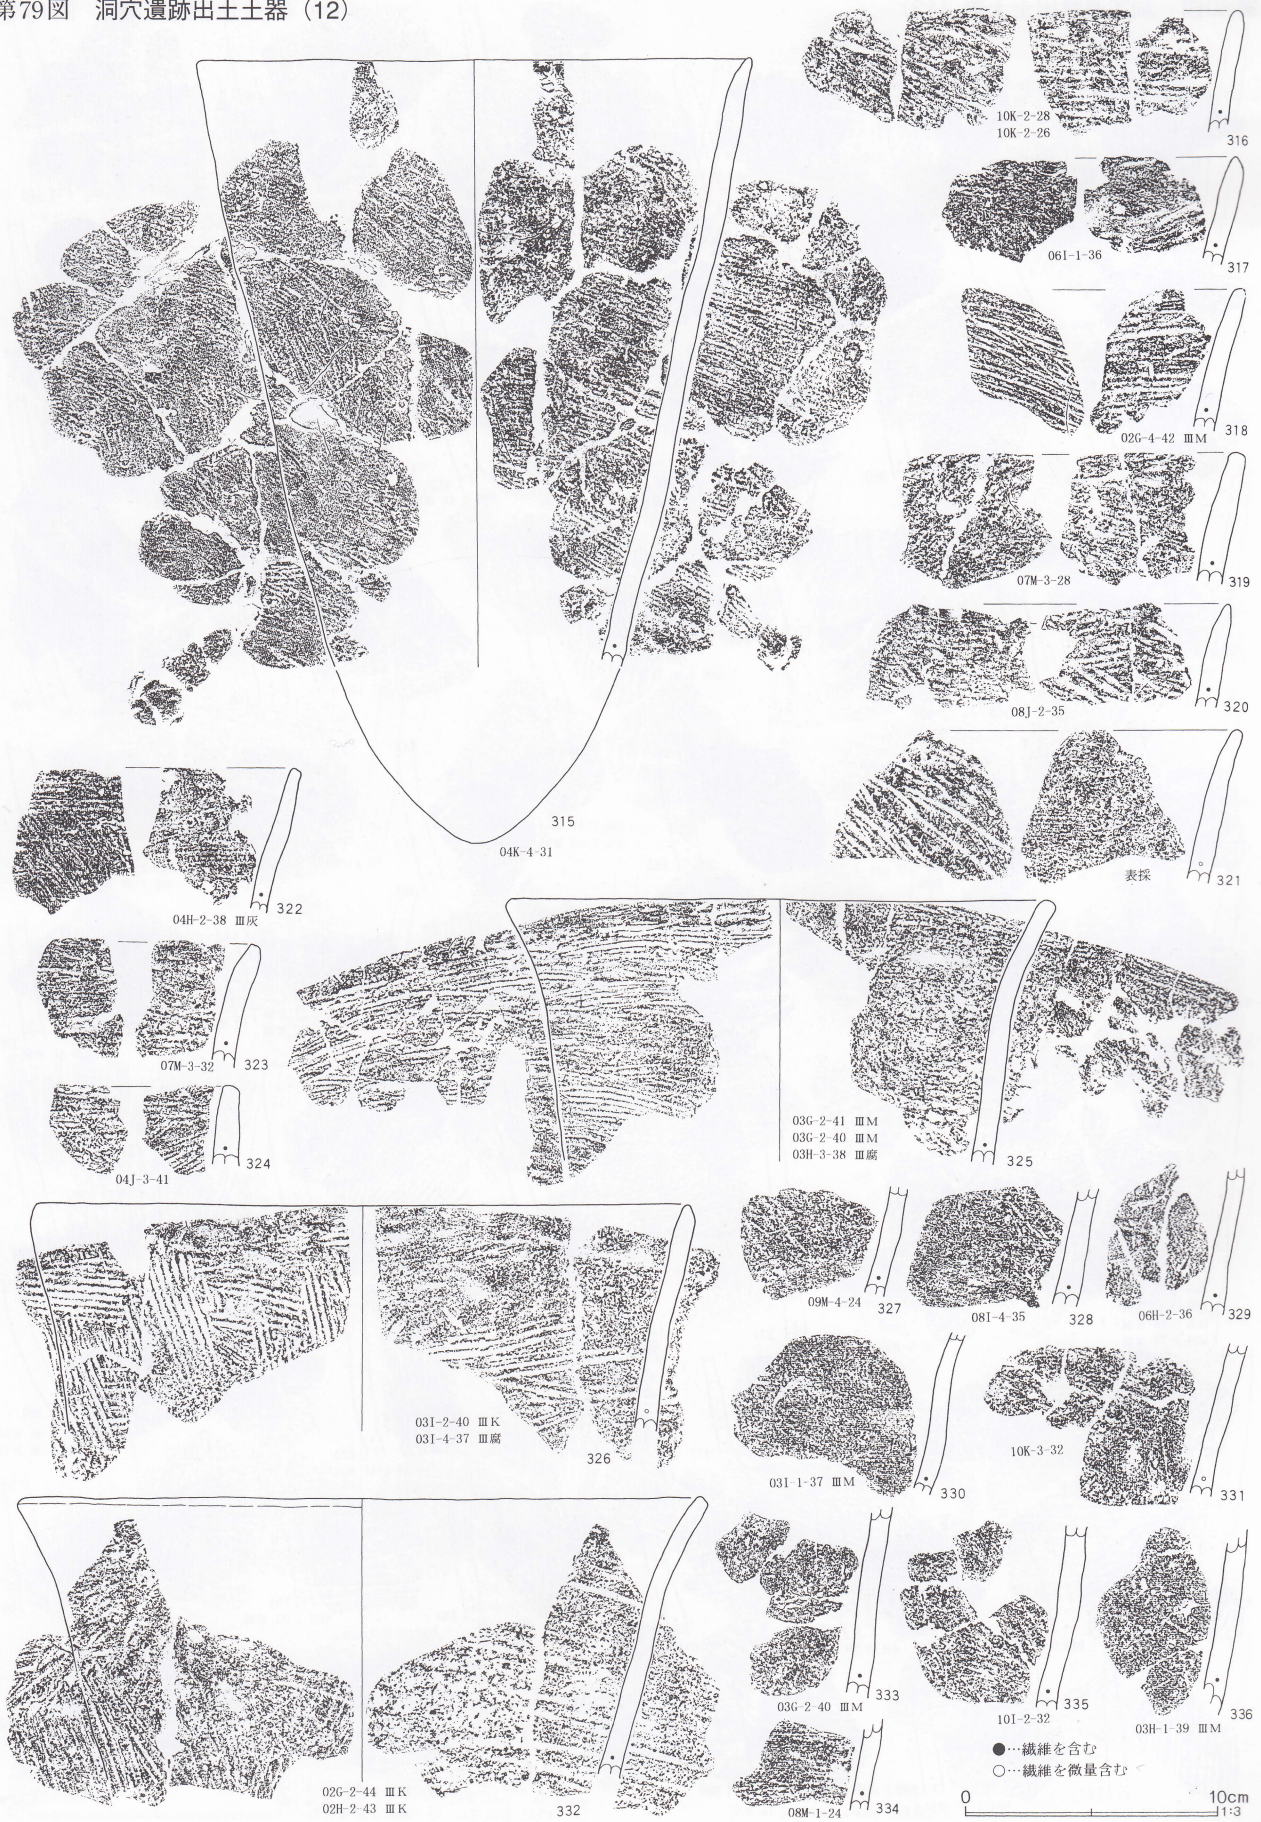 第79図　洞穴遺跡出土土器（12）
10K-2-28
10K-2-26
316
06I-1-36
317
02G-4-42 ⅢM
318
07M-3-28
319
08J-2-35
320
表採
321
315
04K-4-31
04H-2-38 Ⅲ灰
322
07M-3-32
323
04J-3-41
324
03G-2-41 ⅢM
03G-2-40 ⅢM
03H-3-38 Ⅲ腐
325
03I-2-40 ⅢK
03I-4-37 Ⅲ腐
326
09M-4-24
327
08I-4-35
328
06H-2-36
329
03I-1-37 ⅢM
330
10K-3-32
331
02G-2-44 ⅢK
02H-2-43 ⅢK
332
03G-2-40 ⅢM
333
08M-1-24
334
10I-2-32
335
03H-1-39 ⅢM
336
●…繊維を含む
○…繊維を微量含む
0 10cm
1:3